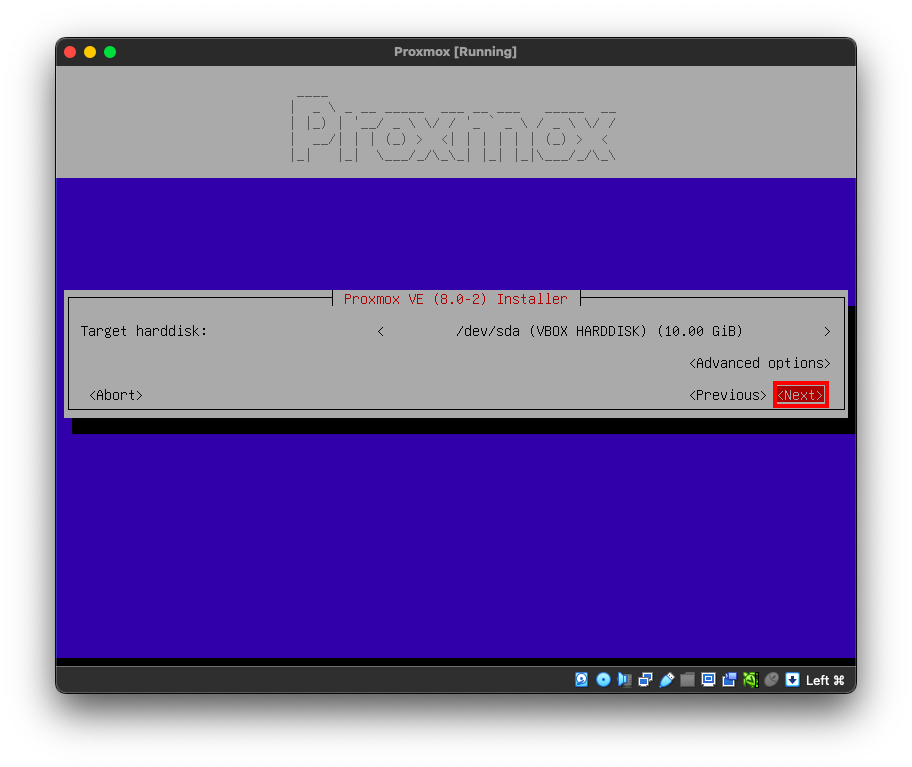 Proxmox [Running]
Proxmox
Proxmox VE (8.0-2) Installer
Target harddisk: < /dev/sda (VBOX HARDDISK) (10.00 GiB) >
<Advanced options>
<Abort> <Previous> <Next>
Left ⌘